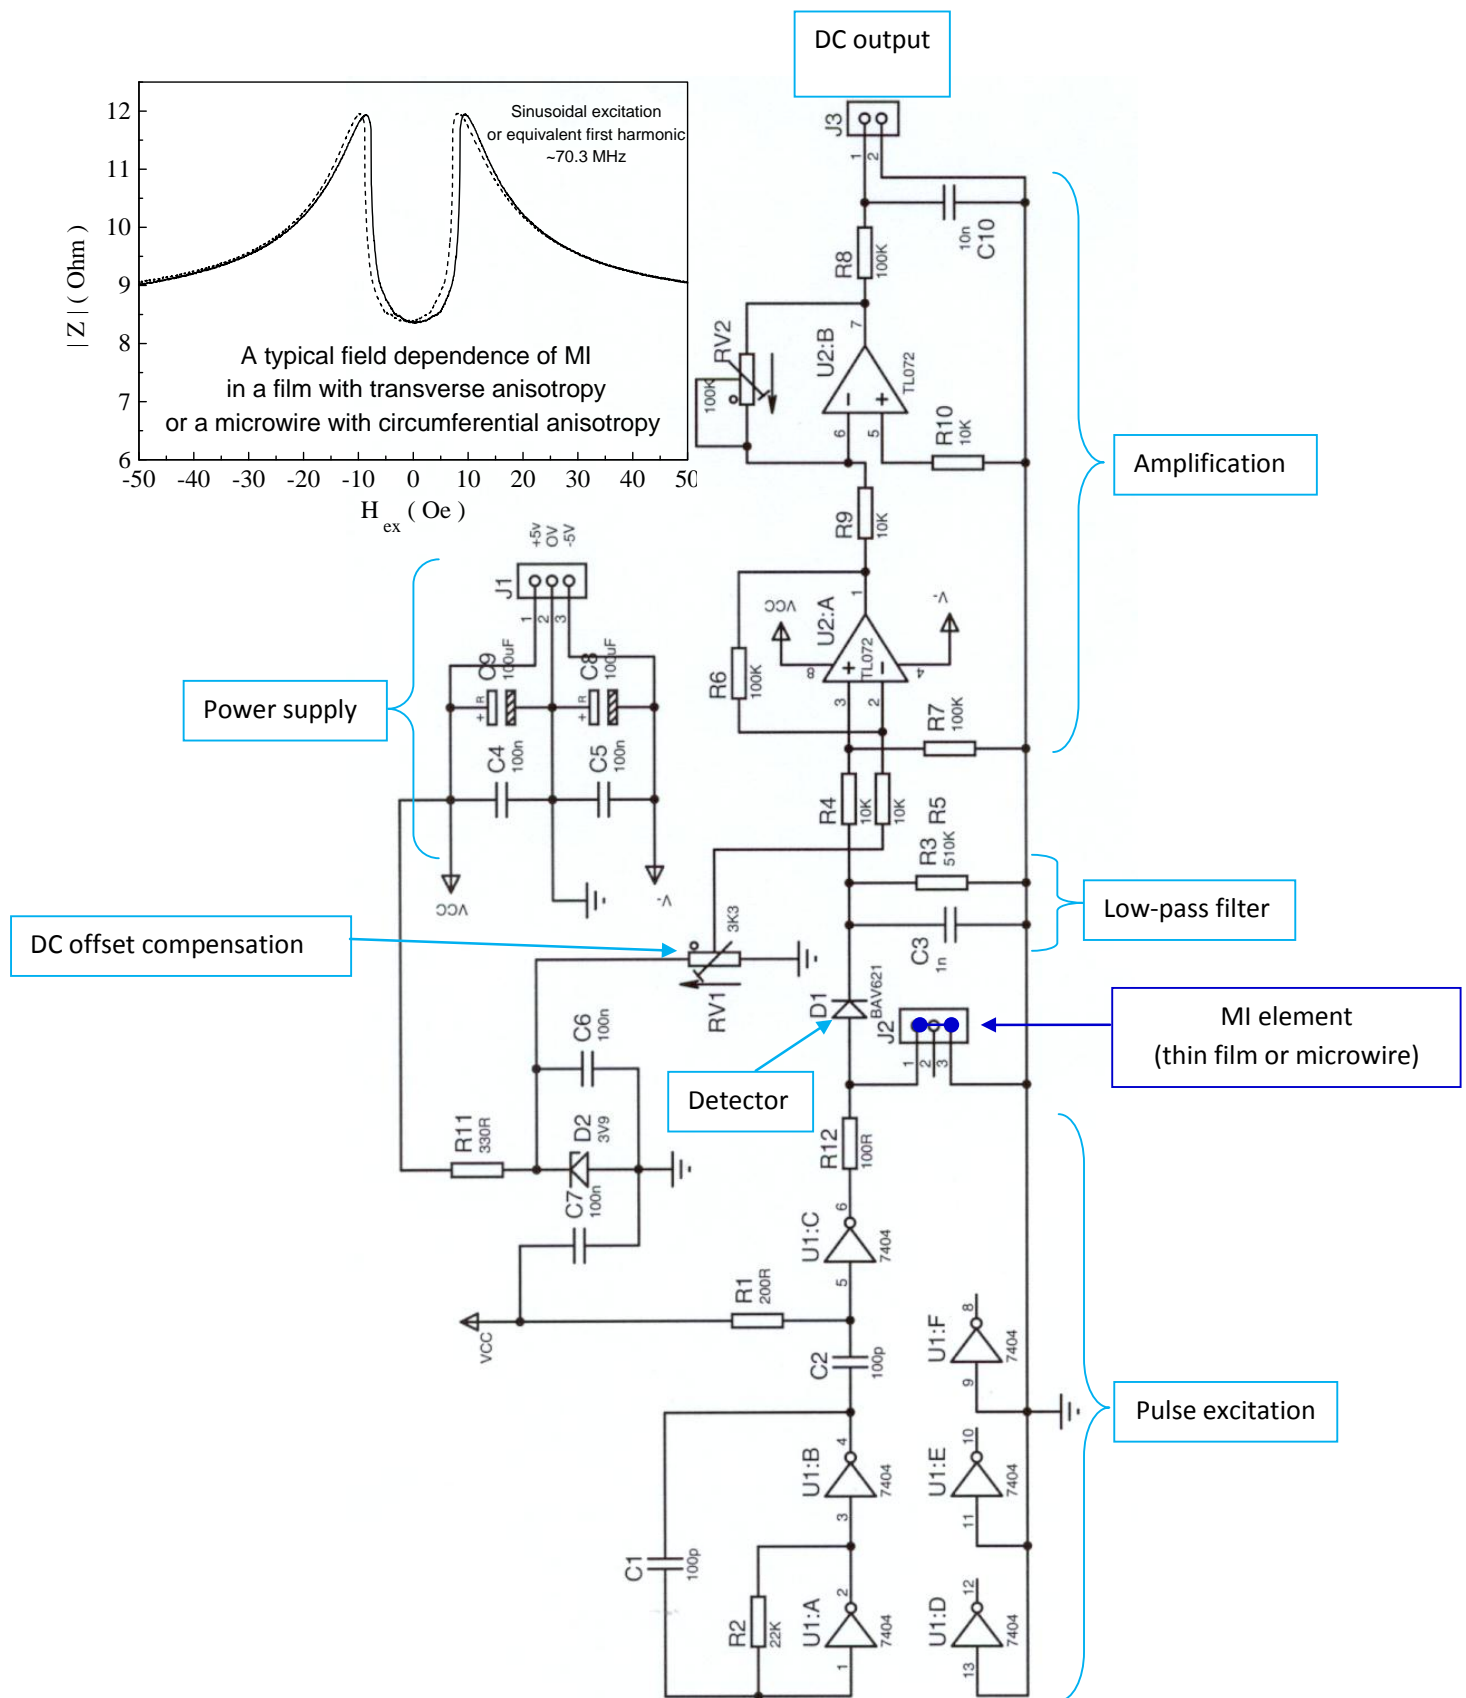 DC output
12
11
10
9
8
7
6
| Z | ( Ohm )
Sinusoidal excitation
or equivalent first harmonic
~70.3 MHz
A typical field dependence of MI
in a film with transverse anisotropy
or a microwire with circumferential anisotropy
-50 -40 -30 -20 -10 0 10 20 30 40 50
H ex ( Oe )
J3
1
2
10n
C10
R8
100K
RV2
100K
7
U2:B
TL072
6
5
R10
10K
Amplification
R9
10K
+5v
OV
-5V
J1
1
2
3
C9
100uF
+
R
C8
100uF
+
R
C4
100n
C5
100n
VCC
V-
Power supply
1
U2:A
TL072
VCC
8
V-
4
3
2
R6
100K
R7
100K
R4
10K
R5
10K
R3
510K
C3
1n
Low-pass filter
DC offset compensation
3K3
RV1
D1
BAV621
J2
1
2
3
MI element
(thin film or microwire)
Detector
C6
100n
D2
3V9
C7
100n
R11
330R
R12
100R
6
U1:C
7404
5
R1
200R
VCC
C2
100p
8
U1:F
7404
9
Pulse excitation
4
U1:B
7404
3
10
U1:E
7404
11
C1
100p
R2
22K
2
U1:A
7404
1
12
U1:D
7404
13